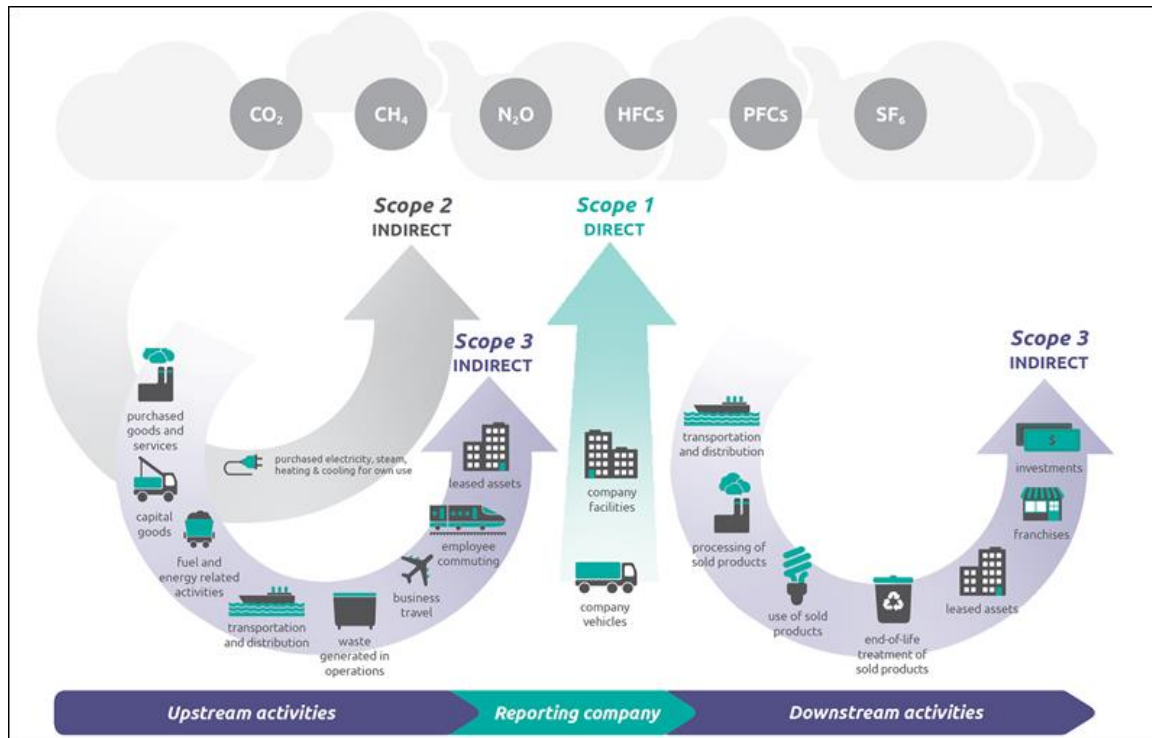 CO₂ CH₄ N₂O HFCs PFCs SF₆
Scope 2
INDIRECT
Scope 1
DIRECT
Scope 3
INDIRECT
Scope 3
INDIRECT
purchased
goods and
services
capital
goods
fuel and
energy related
activities
transportation
and distribution
waste
generated in
operations
business
travel
employee
commuting
leased assets
purchased electricity, steam,
heating & cooling for own use
company
facilities
company
vehicles
transportation
and distribution
processing of
sold products
use of sold
products
end-of-life
treatment of
sold products
leased assets
franchises
investments
$
Upstream activities
Reporting company
Downstream activities